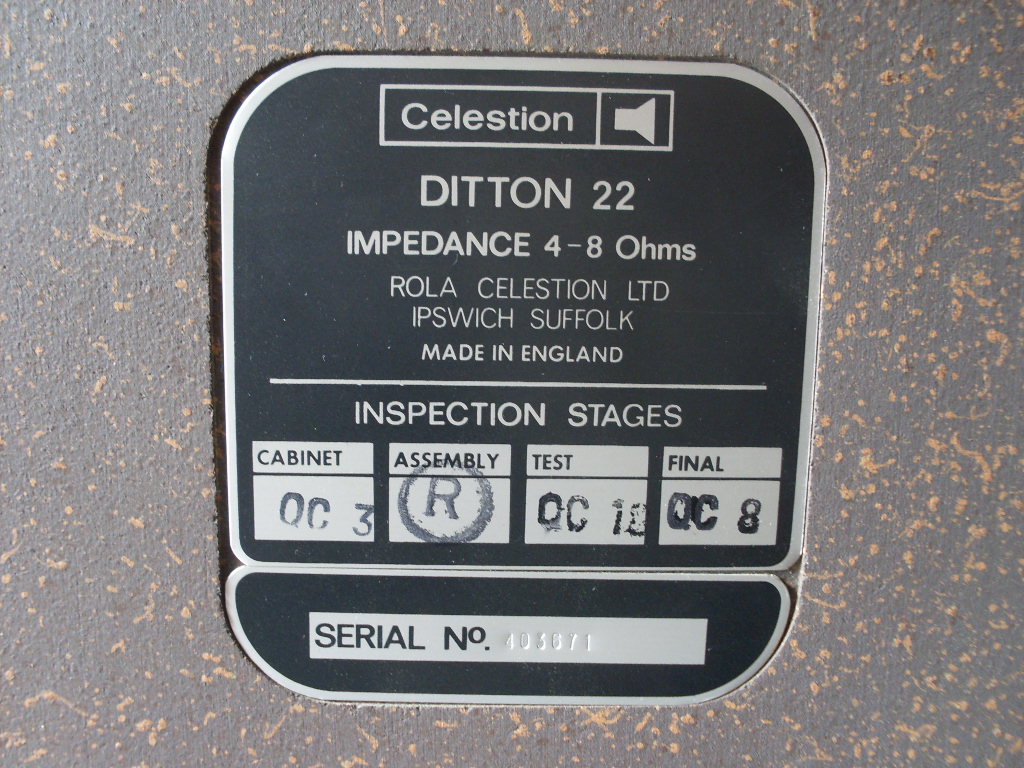 Celestion
DITTON 22
IMPEDANCE 4-8 Ohms
ROLA CELESTION LTD
IPSWICH SUFFOLK
MADE IN ENGLAND
INSPECTION STAGES
CABINET ASSEMBLY TEST FINAL
QC 3 R QC QC 8
SERIAL No.